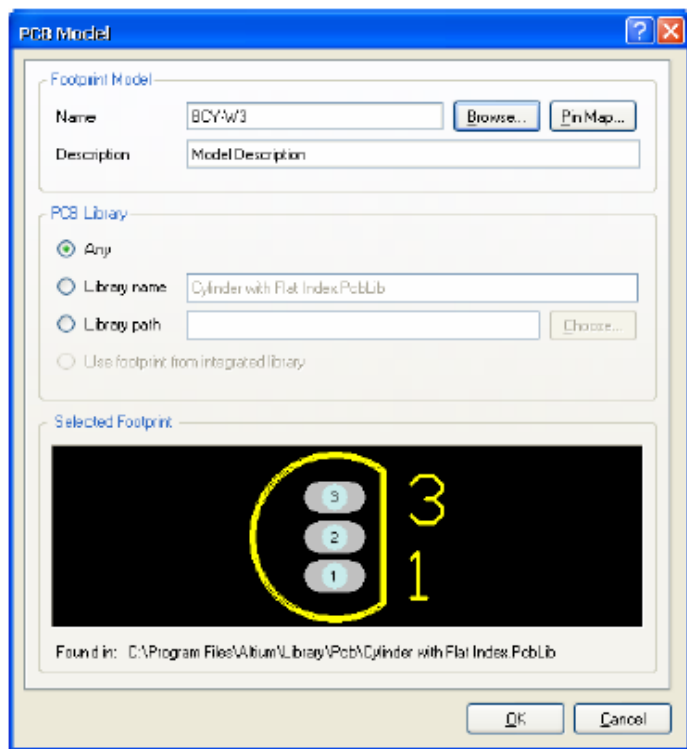 PCB Model
Footprint Model
Name BCY-W3 Browse... Pin Map...
Description Model Description
PCB Library
Any
Library name Cylinder with Flat Index.PcbLib
Library path Choose...
Use footprint from integrated library
Selected Footprint
3 3
2
1 1
Found in: C:\Program Files\Altium\Library\Pcb\Cylinder with Flat Index.PcbLib
OK Cancel